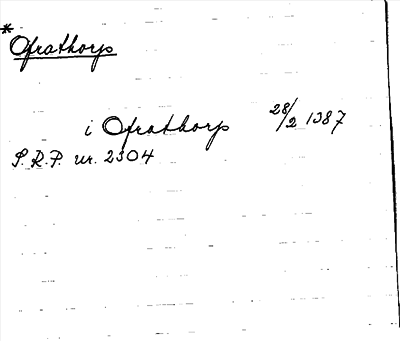 *
Ofrathorp
i Ofrathorp 28/2 1387
S.R.P. nr. 2304